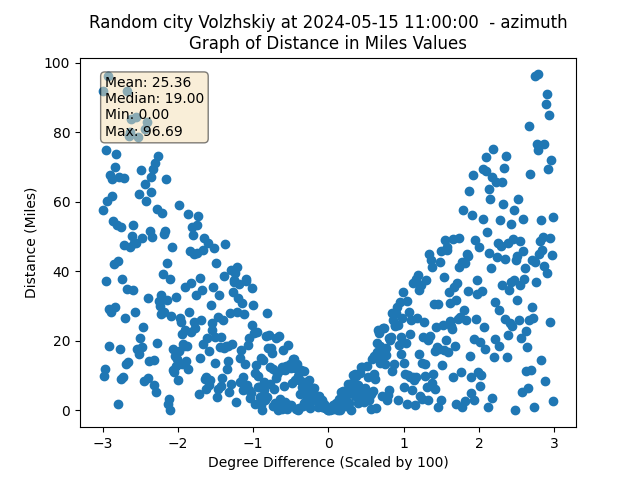 Random city Volzhskiy at 2024-05-15 11:00:00  - azimuth
Graph of Distance in Miles Values
100
80
60
40
20
0
Distance (Miles)
Mean: 25.36
Median: 19.00
Min: 0.00
Max: 96.69
−3
−2
−1
0
1
2
3
Degree Difference (Scaled by 100)